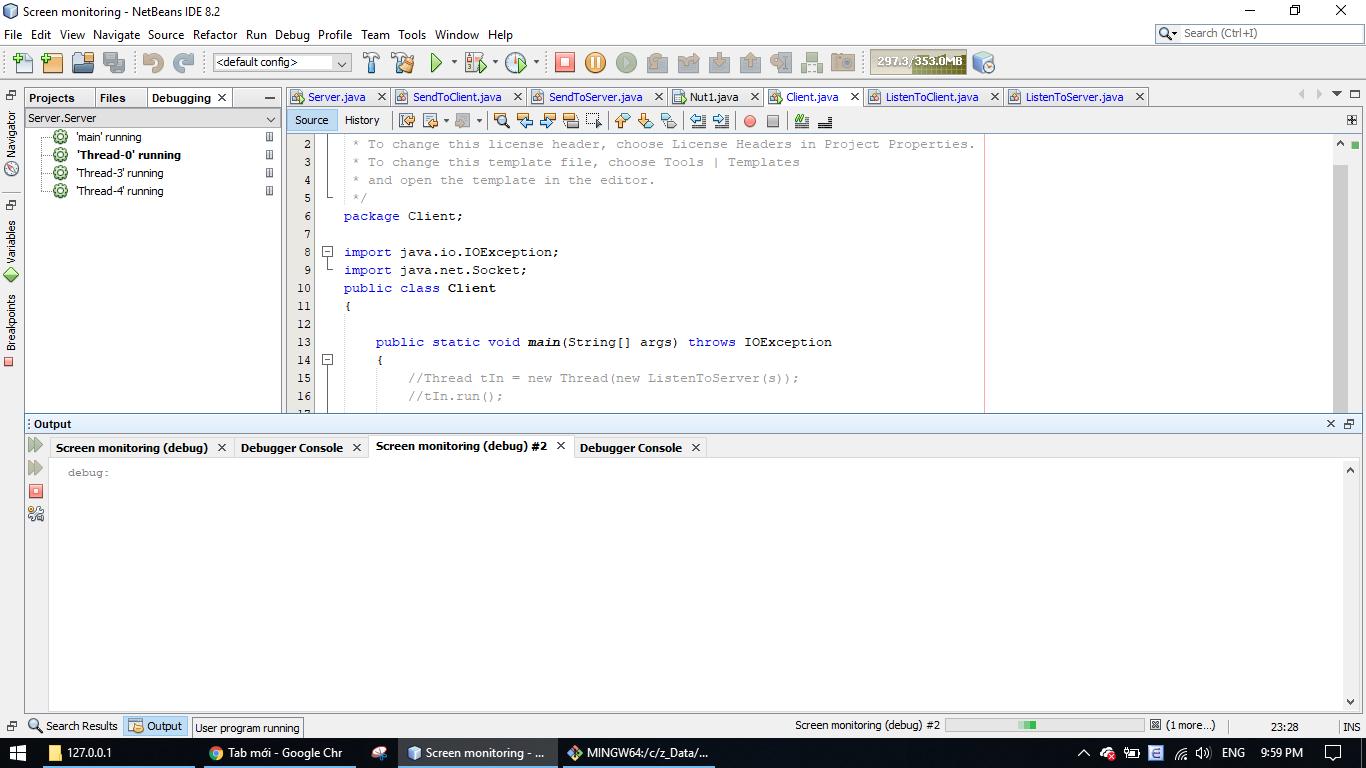 Screen monitoring - NetBeans IDE 8.2
File Edit View Navigate Source Refactor Run Debug Profile Team Tools Window Help
Search (Ctrl+I)
<default config>
297.3/353.0MB
Projects Files Debugging
Server.java SendToClient.java SendToServer.java Nut1.java Client.java ListenToClient.java ListenToServer.java
Server.Server
Source History
Navigator
Variables
Breakpoints
'main' running
'Thread-0' running
'Thread-3' running
'Thread-4' running
2 * To change this license header, choose License Headers in Project Properties.
3 * To change this template file, choose Tools | Templates
4 * and open the template in the editor.
5 */
6 package Client;
7
8 import java.io.IOException;
9 import java.net.Socket;
10 public class Client
11 {
12
13 public static void main(String[] args) throws IOException
14 {
15 //Thread tIn = new Thread(new ListenToServer(s));
16 //tIn.run();
17
Output
Screen monitoring (debug) Debugger Console Screen monitoring (debug) #2 Debugger Console
debug:
Search Results Output User program running Screen monitoring (debug) #2 (1 more...) 23:28 INS
127.0.0.1 Tab mới - Google Chr Screen monitoring - ... MINGW64:/c/z_Data/... ENG 9:59 PM